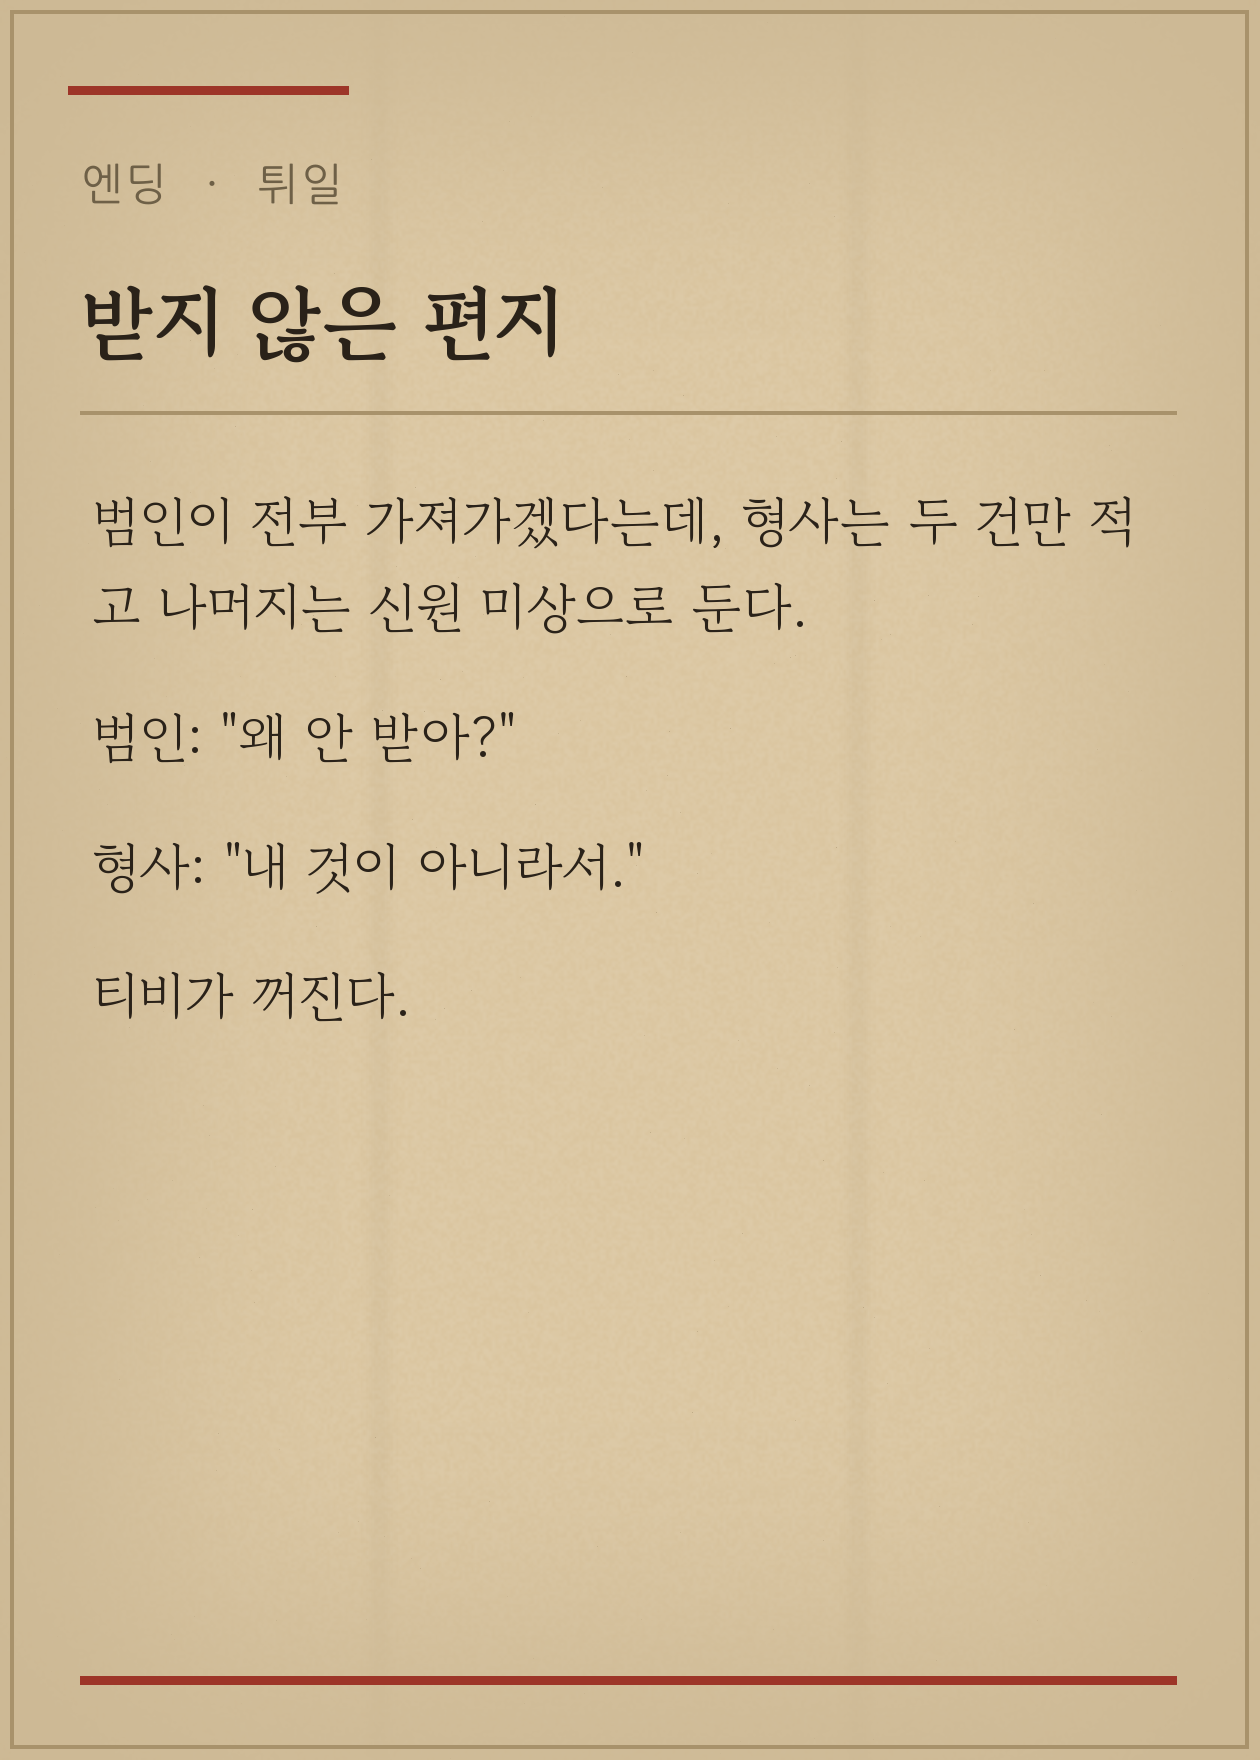 엔딩 · 튀일
받지 않은 편지
범인이 전부 가져가겠다는데, 형사는 두 건만 적
고 나머지는 신원 미상으로 둔다.
범인: "왜 안 받아?"
형사: "내 것이 아니라서."
티비가 꺼진다.